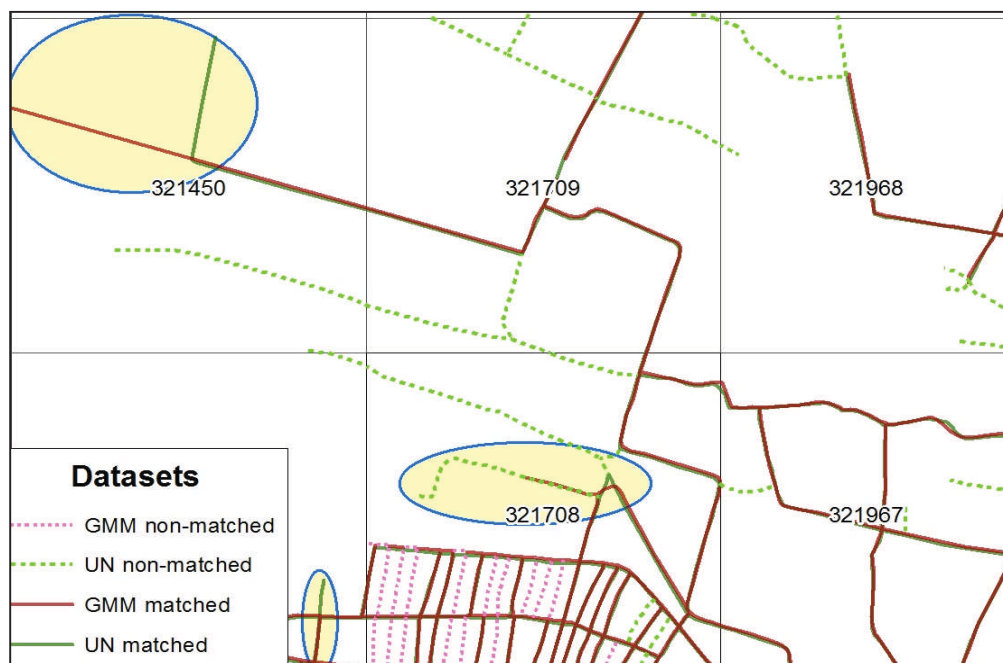 321450
321709
321968
321708
321967
Datasets
GMM non-matched
UN non-matched
GMM matched
UN matched